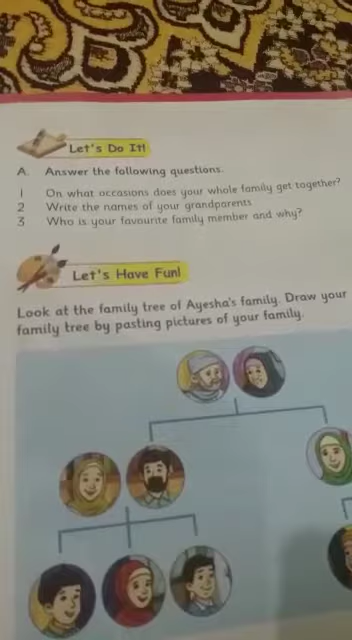 Let's Do It!
A. Answer the following questions.
1 On what occasions does your whole family get together?
2 Write the names of your grandparents
3 Who is your favourite family member and why?
Let's Have Fun!
Look at the family tree of Ayesha's family. Draw your
family tree by pasting pictures of your family.